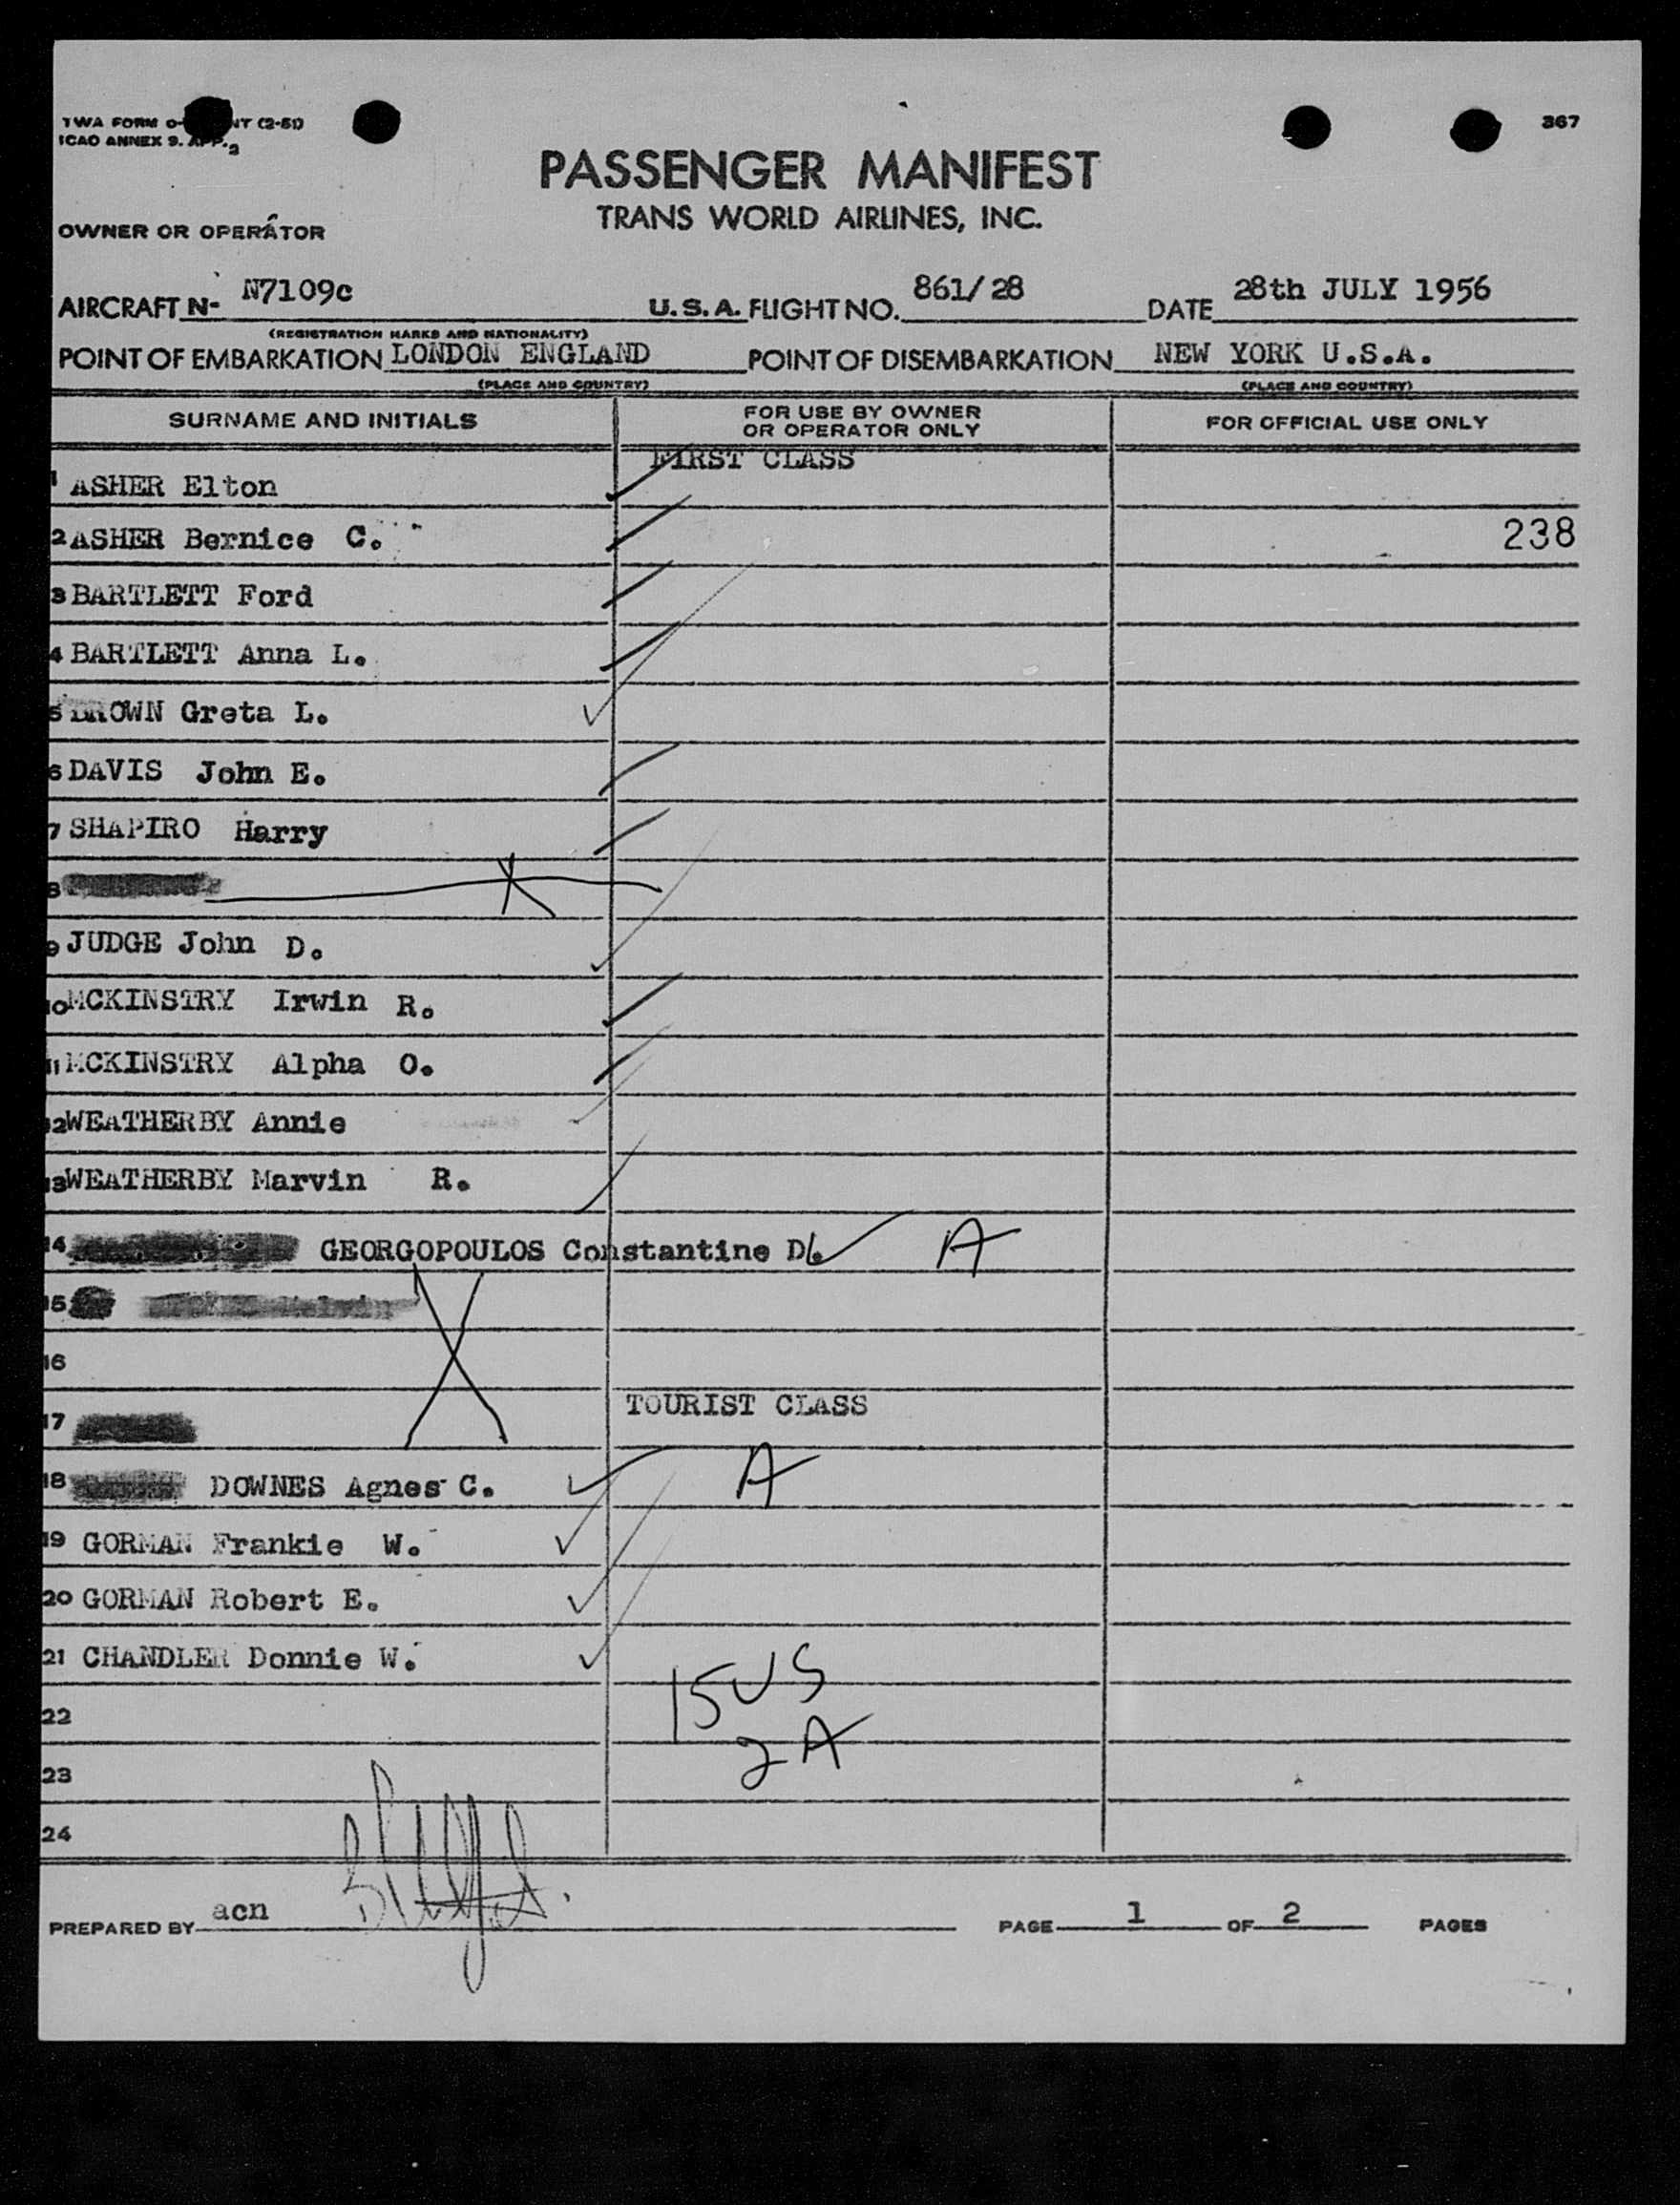 TWA FORM O- NT (2-51) 367
ICAO ANNEX 9. APP. 2
PASSENGER MANIFEST
TRANS WORLD AIRLINES, INC.
OWNER OR OPERATOR
AIRCRAFT N- N7109c U.S.A. FLIGHT NO. 861/28 DATE 28th JULY 1956
(REGISTRATION MARKS AND NATIONALITY)
POINT OF EMBARKATION LONDON ENGLAND POINT OF DISEMBARKATION NEW YORK U.S.A.
(PLACE AND COUNTRY) (PLACE AND COUNTRY)
SURNAME AND INITIALS FOR USE BY OWNER OR OPERATOR ONLY FOR OFFICIAL USE ONLY
FIRST CLASS
1 ASHER Elton
2 ASHER Bernice C. 238
3 BARTLETT Ford
4 BARTLETT Anna L.
5 BROWN Greta L.
6 DAVIS John E.
7 SHAPIRO Harry
8
9 JUDGE John D.
10 MCKINSTRY Irwin R.
11 MCKINSTRY Alpha O.
12 WEATHERBY Annie
13 WEATHERBY Marvin R.
14 GEORGOPOULOS Constantine D. A
15
16
TOURIST CLASS
17
18 DOWNES Agnes C. A
19 GORMAN Frankie W.
20 GORMAN Robert E.
21 CHANDLER Donnie W.
15 US
22
2 A
23
24
PREPARED BY acn PAGE 1 OF 2 PAGES